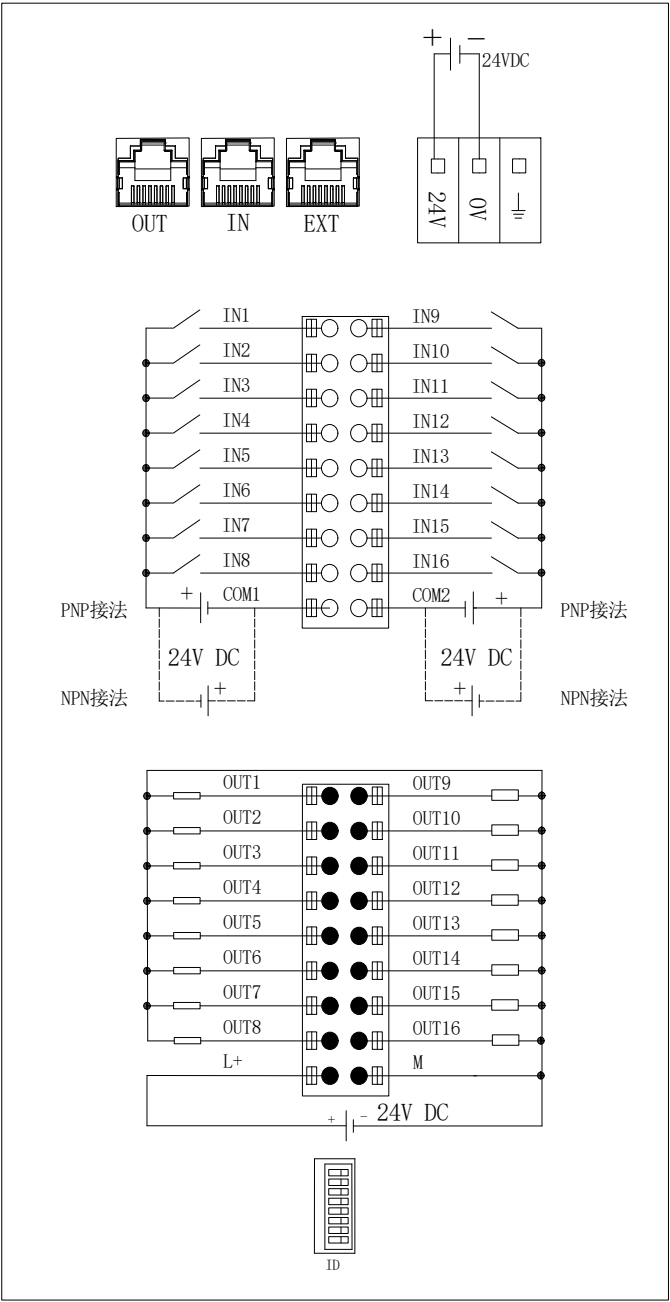 + − 24VDC
OUT IN EXT
24V 0V
IN1 IN9
IN2 IN10
IN3 IN11
IN4 IN12
IN5 IN13
IN6 IN14
IN7 IN15
IN8 IN16
PNP接法 + COM1 COM2 + PNP接法
24V DC 24V DC
NPN接法 + + NPN接法
OUT1 OUT9
OUT2 OUT10
OUT3 OUT11
OUT4 OUT12
OUT5 OUT13
OUT6 OUT14
OUT7 OUT15
OUT8 OUT16
L+ M
+ − 24V DC
ID